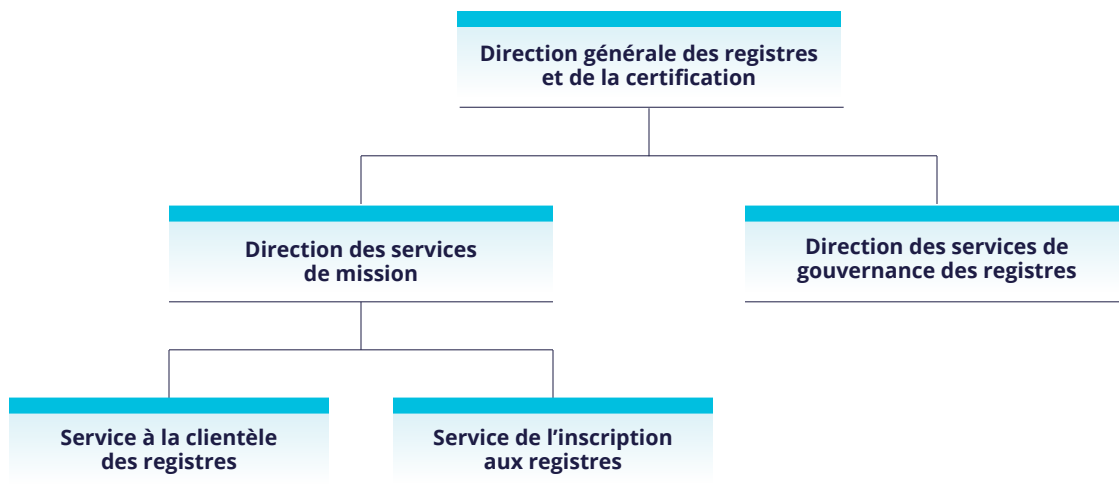 Direction générale des registres
et de la certification
Direction des services
de mission
Direction des services de
gouvernance des registres
Service à la clientèle
des registres
Service de l’inscription
aux registres